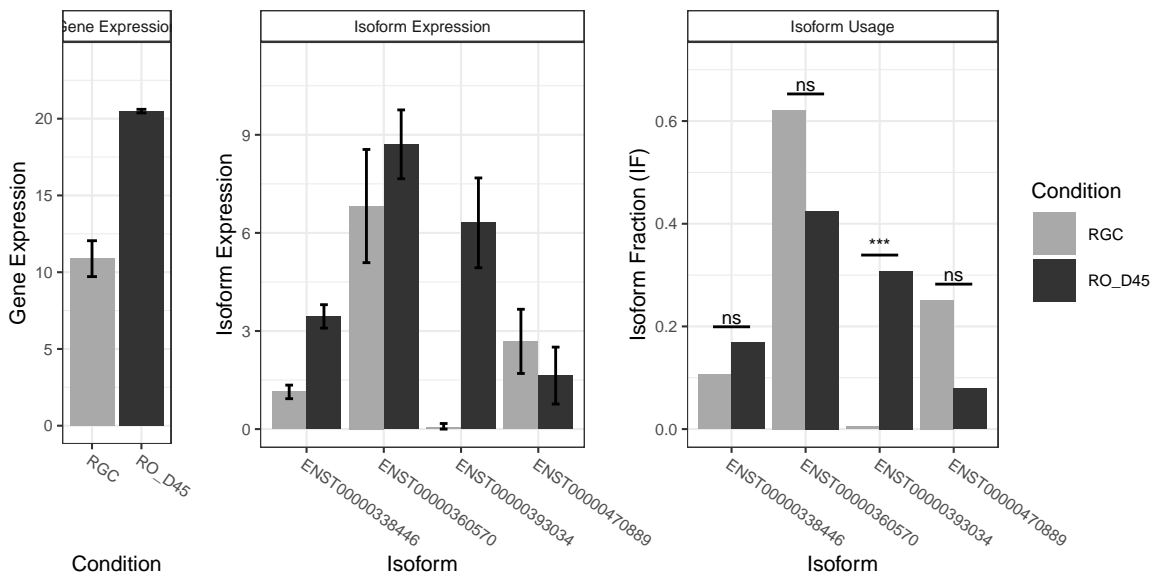 Gene Expression
Isoform Expression
Isoform Usage
Gene Expression
0
5
10
15
20
RGC
RO_D45
Condition
Isoform Expression
0
3
6
9
ENST00000338446
ENST00000360570
ENST00000393034
ENST00000470889
Isoform
Isoform Fraction (IF)
0.0
0.2
0.4
0.6
ns
ns
***
ns
ENST00000338446
ENST00000360570
ENST00000393034
ENST00000470889
Isoform
Condition
RGC
RO_D45